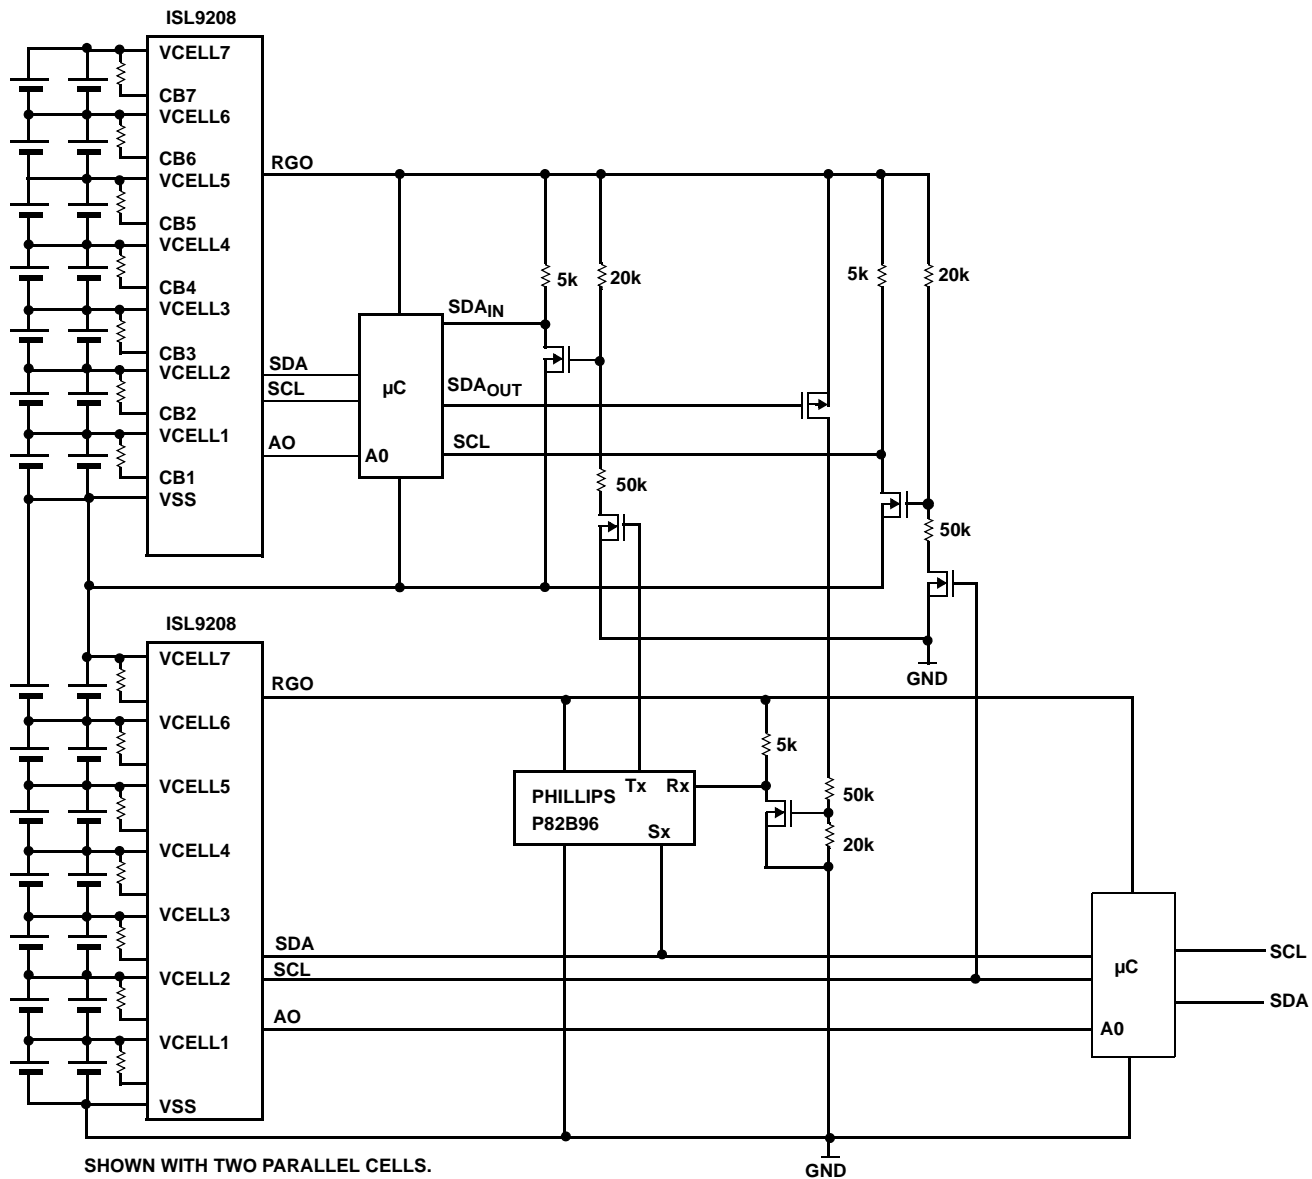 ISL9208
VCELL7
CB7
VCELL6
CB6
VCELL5
CB5
VCELL4
CB4
VCELL3
CB3
VCELL2
CB2
VCELL1
CB1
VSS
RGO
SDA
SCL
AO
µC
A0
SDAIN
SDAOUT
SCL
5k
20k
50k
5k
20k
50k
GND
ISL9208
VCELL7
VCELL6
VCELL5
VCELL4
VCELL3
VCELL2
VCELL1
VSS
RGO
SDA
SCL
AO
PHILLIPS
P82B96
Tx
Rx
Sx
5k
50k
20k
µC
A0
SCL
SDA
GND
SHOWN WITH TWO PARALLEL CELLS.